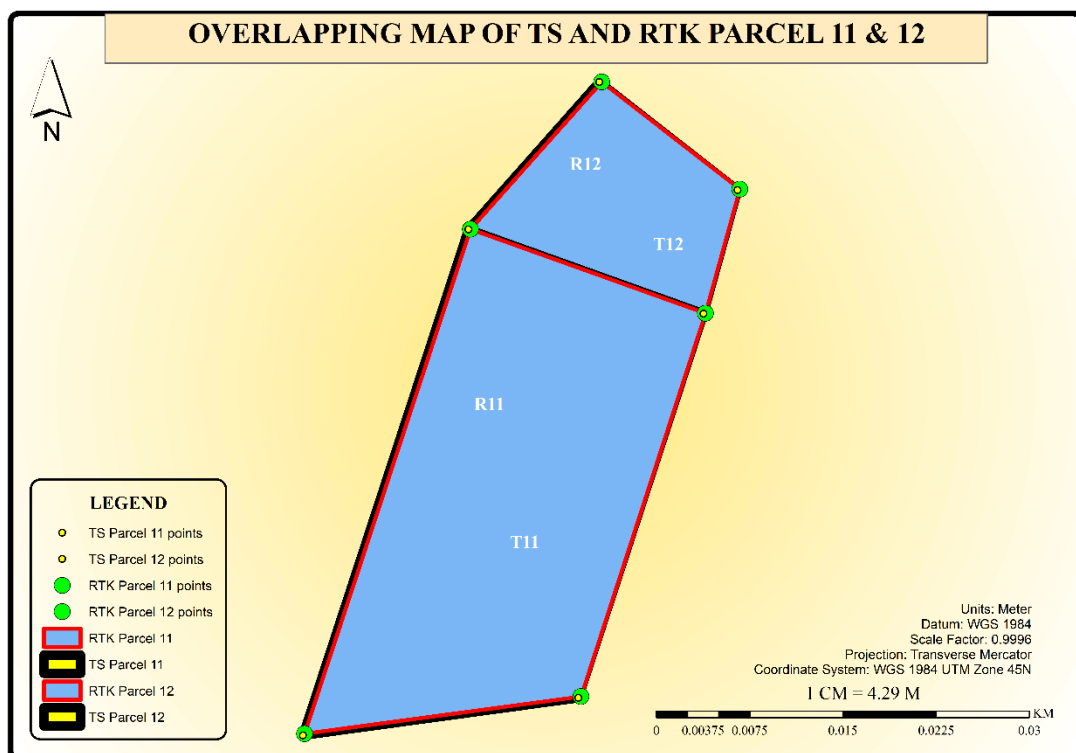 OVERLAPPING MAP OF TS AND RTK PARCEL 11 & 12
N
R12
T12
R11
T11
LEGEND
TS Parcel 11 points
TS Parcel 12 points
RTK Parcel 11 points
RTK Parcel 12 points
RTK Parcel 11
TS Parcel 11
RTK Parcel 12
TS Parcel 12
Units: Meter
Datum: WGS 1984
Scale Factor: 0.9996
Projection: Transverse Mercator
Coordinate System: WGS 1984 UTM Zone 45N
1 CM = 4.29 M
KM
0 0.00375 0.0075 0.015 0.0225 0.03